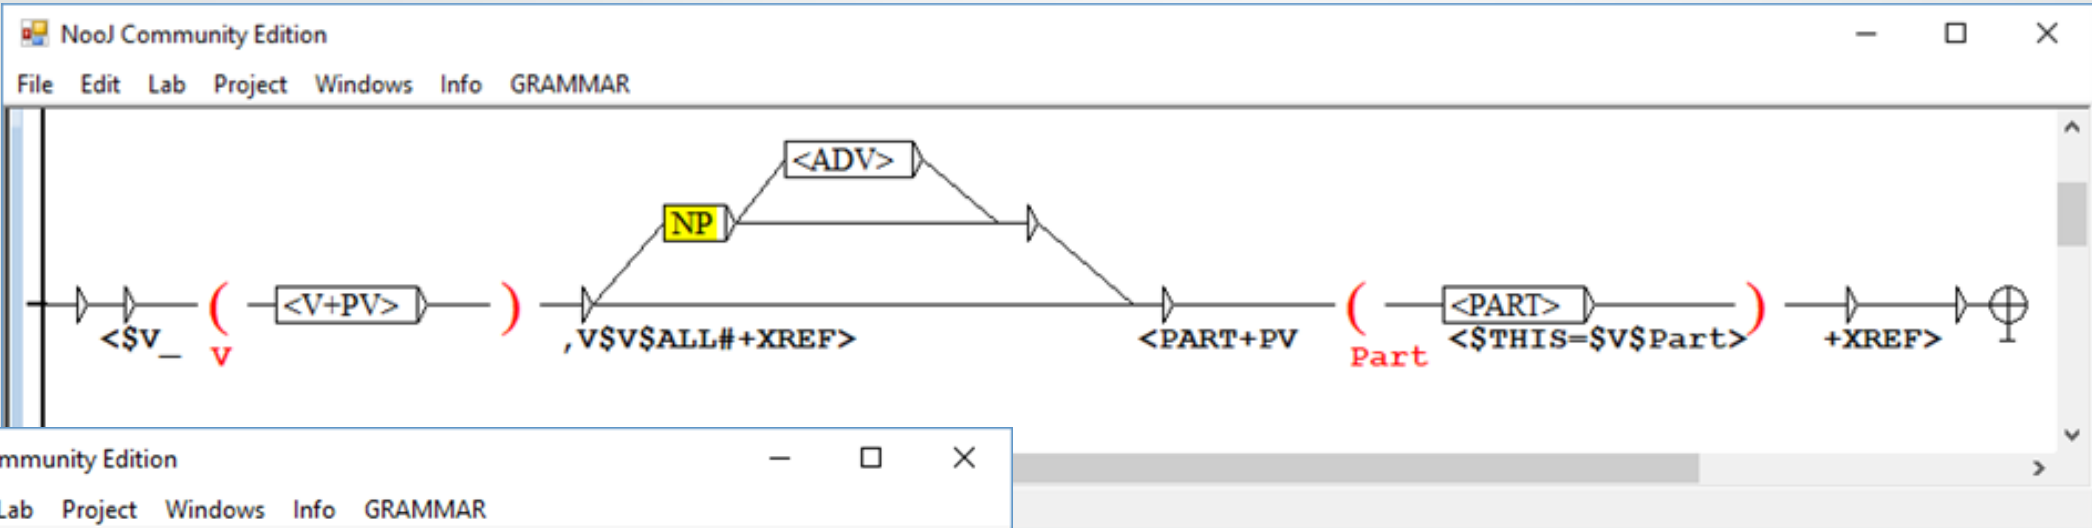 NooJ Community Edition
File Edit Lab Project Windows Info GRAMMAR
<ADV>
NP
( <V+PV> ) ( <PART> )
<$V_ V ,V$V$ALL#+XREF> <PART+PV Part <$THIS=$V$Part> +XREF>
mmunity Edition
Lab Project Windows Info GRAMMAR